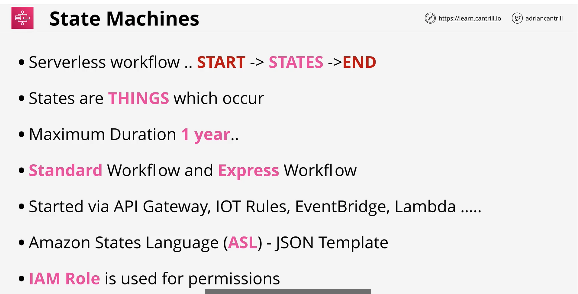 State Machines
https://learn.cantrill.io
adriancantrill
• Serverless workflow .. START -> STATES ->END
• States are THINGS which occur
• Maximum Duration 1 year..
• Standard Workflow and Express Workflow
• Started via API Gateway, IOT Rules, EventBridge, Lambda .....
• Amazon States Language (ASL) - JSON Template
• IAM Role is used for permissions